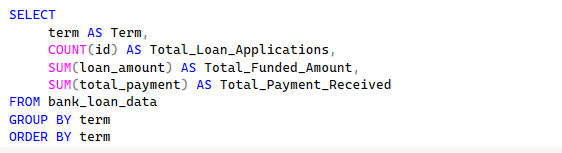 SELECT
term AS Term,
COUNT(id) AS Total_Loan_Applications,
SUM(loan_amount) AS Total_Funded_Amount,
SUM(total_payment) AS Total_Payment_Received
FROM bank_loan_data
GROUP BY term
ORDER BY term